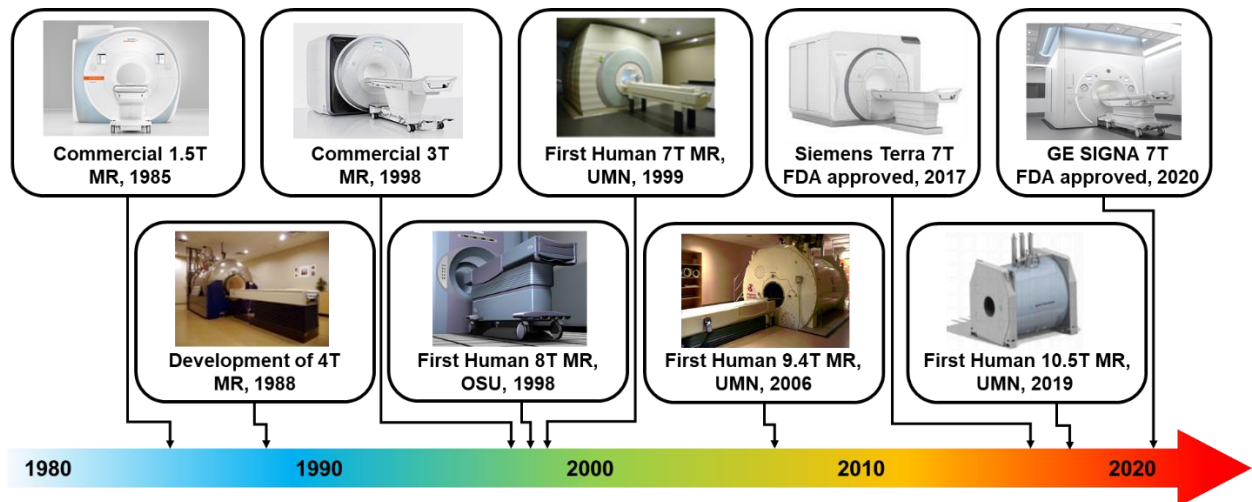 Commercial 1.5T
MR, 1985
Commercial 3T
MR, 1998
First Human 7T MR,
UMN, 1999
Siemens Terra 7T
FDA approved, 2017
GE SIGNA 7T
FDA approved, 2020
Development of 4T
MR, 1988
First Human 8T MR,
OSU, 1998
First Human 9.4T MR,
UMN, 2006
First Human 10.5T MR,
UMN, 2019
1980
1990
2000
2010
2020